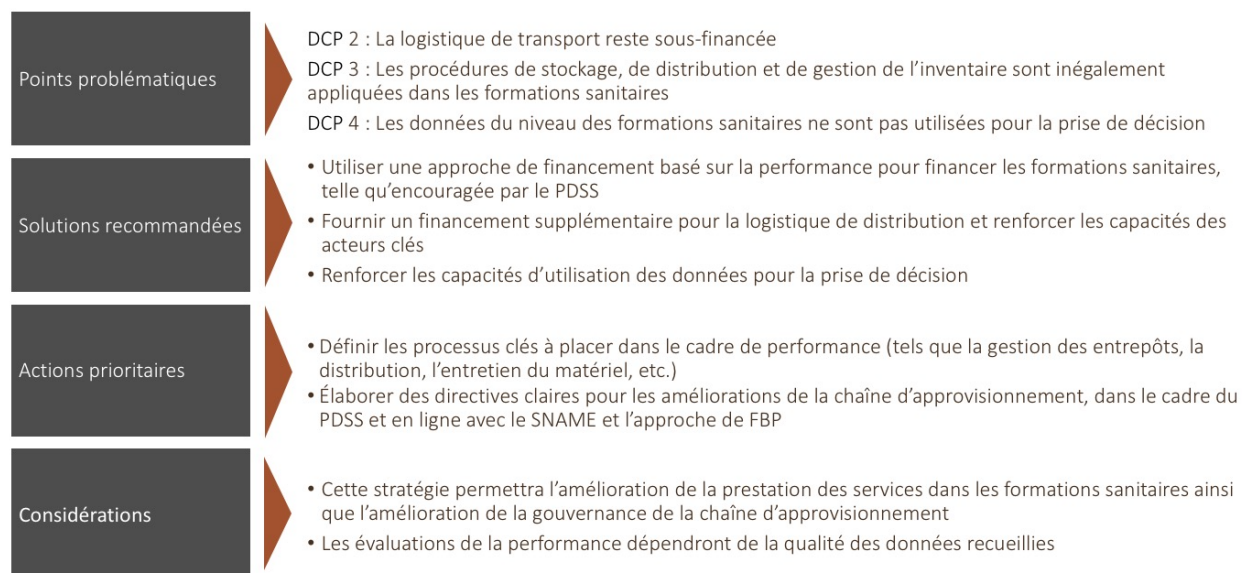 Points problématiques
DCP 2 : La logistique de transport reste sous-financée
DCP 3 : Les procédures de stockage, de distribution et de gestion de l'inventaire sont inégalement
appliquées dans les formations sanitaires
DCP 4 : Les données du niveau des formations sanitaires ne sont pas utilisées pour la prise de décision
Solutions recommandées
• Utiliser une approche de financement basé sur la performance pour financer les formations sanitaires,
telle qu'encouragée par le PDSS
• Fournir un financement supplémentaire pour la logistique de distribution et renforcer les capacités des
acteurs clés
• Renforcer les capacités d'utilisation des données pour la prise de décision
Actions prioritaires
• Définir les processus clés à placer dans le cadre de performance (tels que la gestion des entrepôts, la
distribution, l'entretien du matériel, etc.)
• Élaborer des directives claires pour les améliorations de la chaîne d'approvisionnement, dans le cadre du
PDSS et en ligne avec le SNAME et l'approche de FBP
Considérations
• Cette stratégie permettra l'amélioration de la prestation des services dans les formations sanitaires ainsi
que l'amélioration de la gouvernance de la chaîne d'approvisionnement
• Les évaluations de la performance dépendront de la qualité des données recueillies